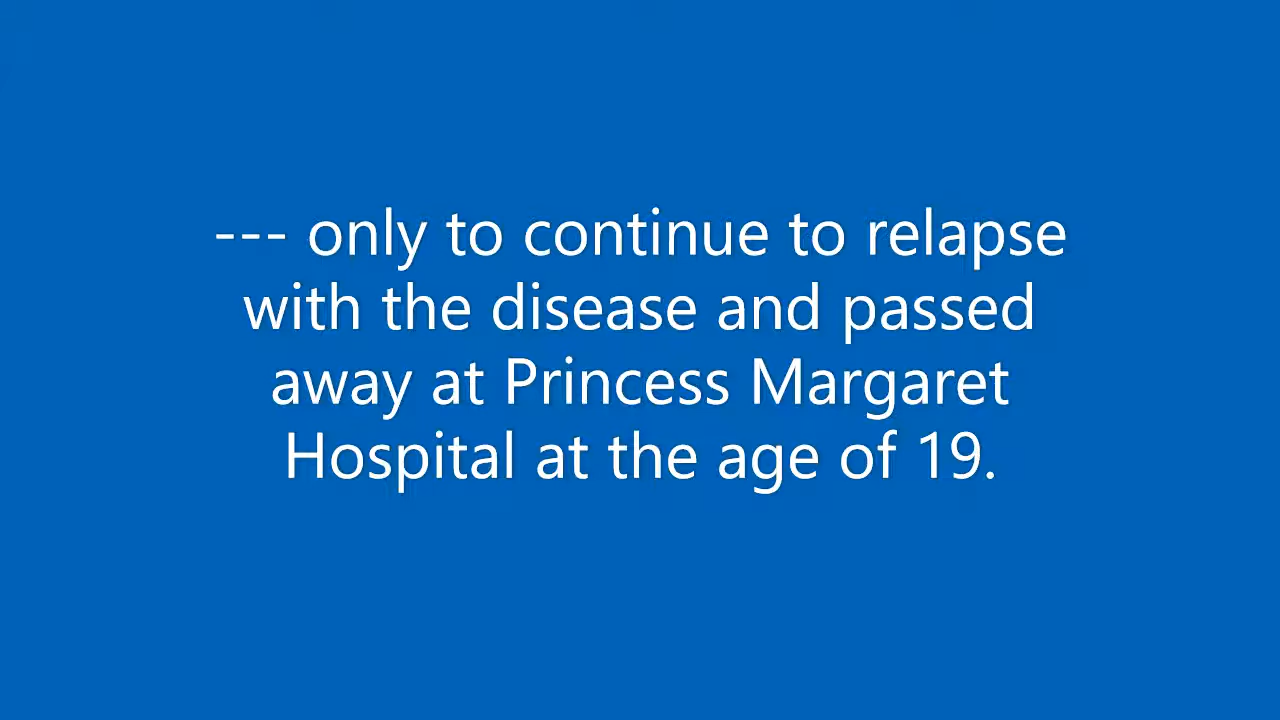 --- only to continue to relapse
with the disease and passed
away at Princess Margaret
Hospital at the age of 19.